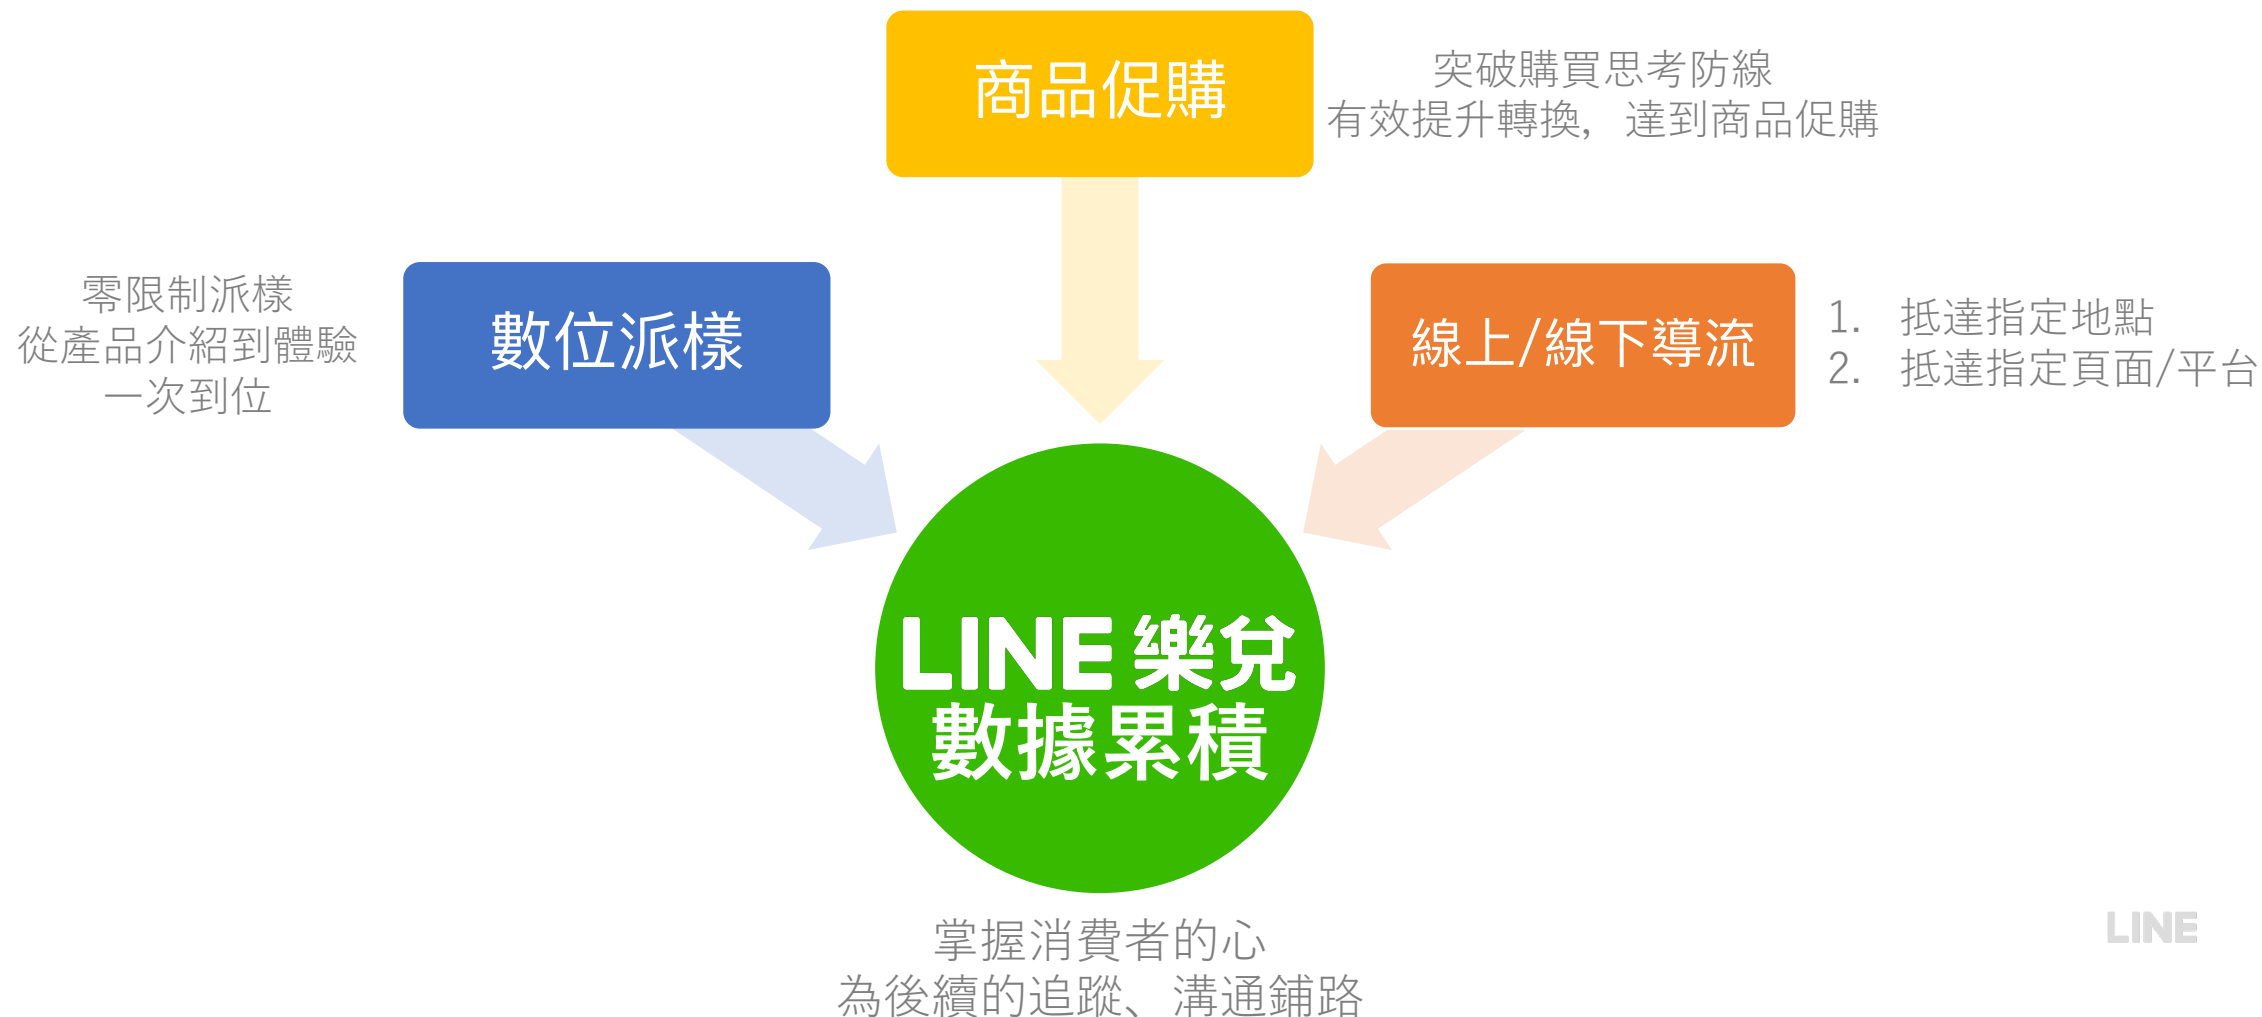 商品促購
突破購買思考防線
有效提升轉換，達到商品促購
零限制派樣
從產品介紹到體驗
一次到位
數位派樣
線上/線下導流
1. 抵達指定地點
2. 抵達指定頁面/平台
LINE 樂兌
數據累積
掌握消費者的心
為後續的追蹤、溝通鋪路
LINE